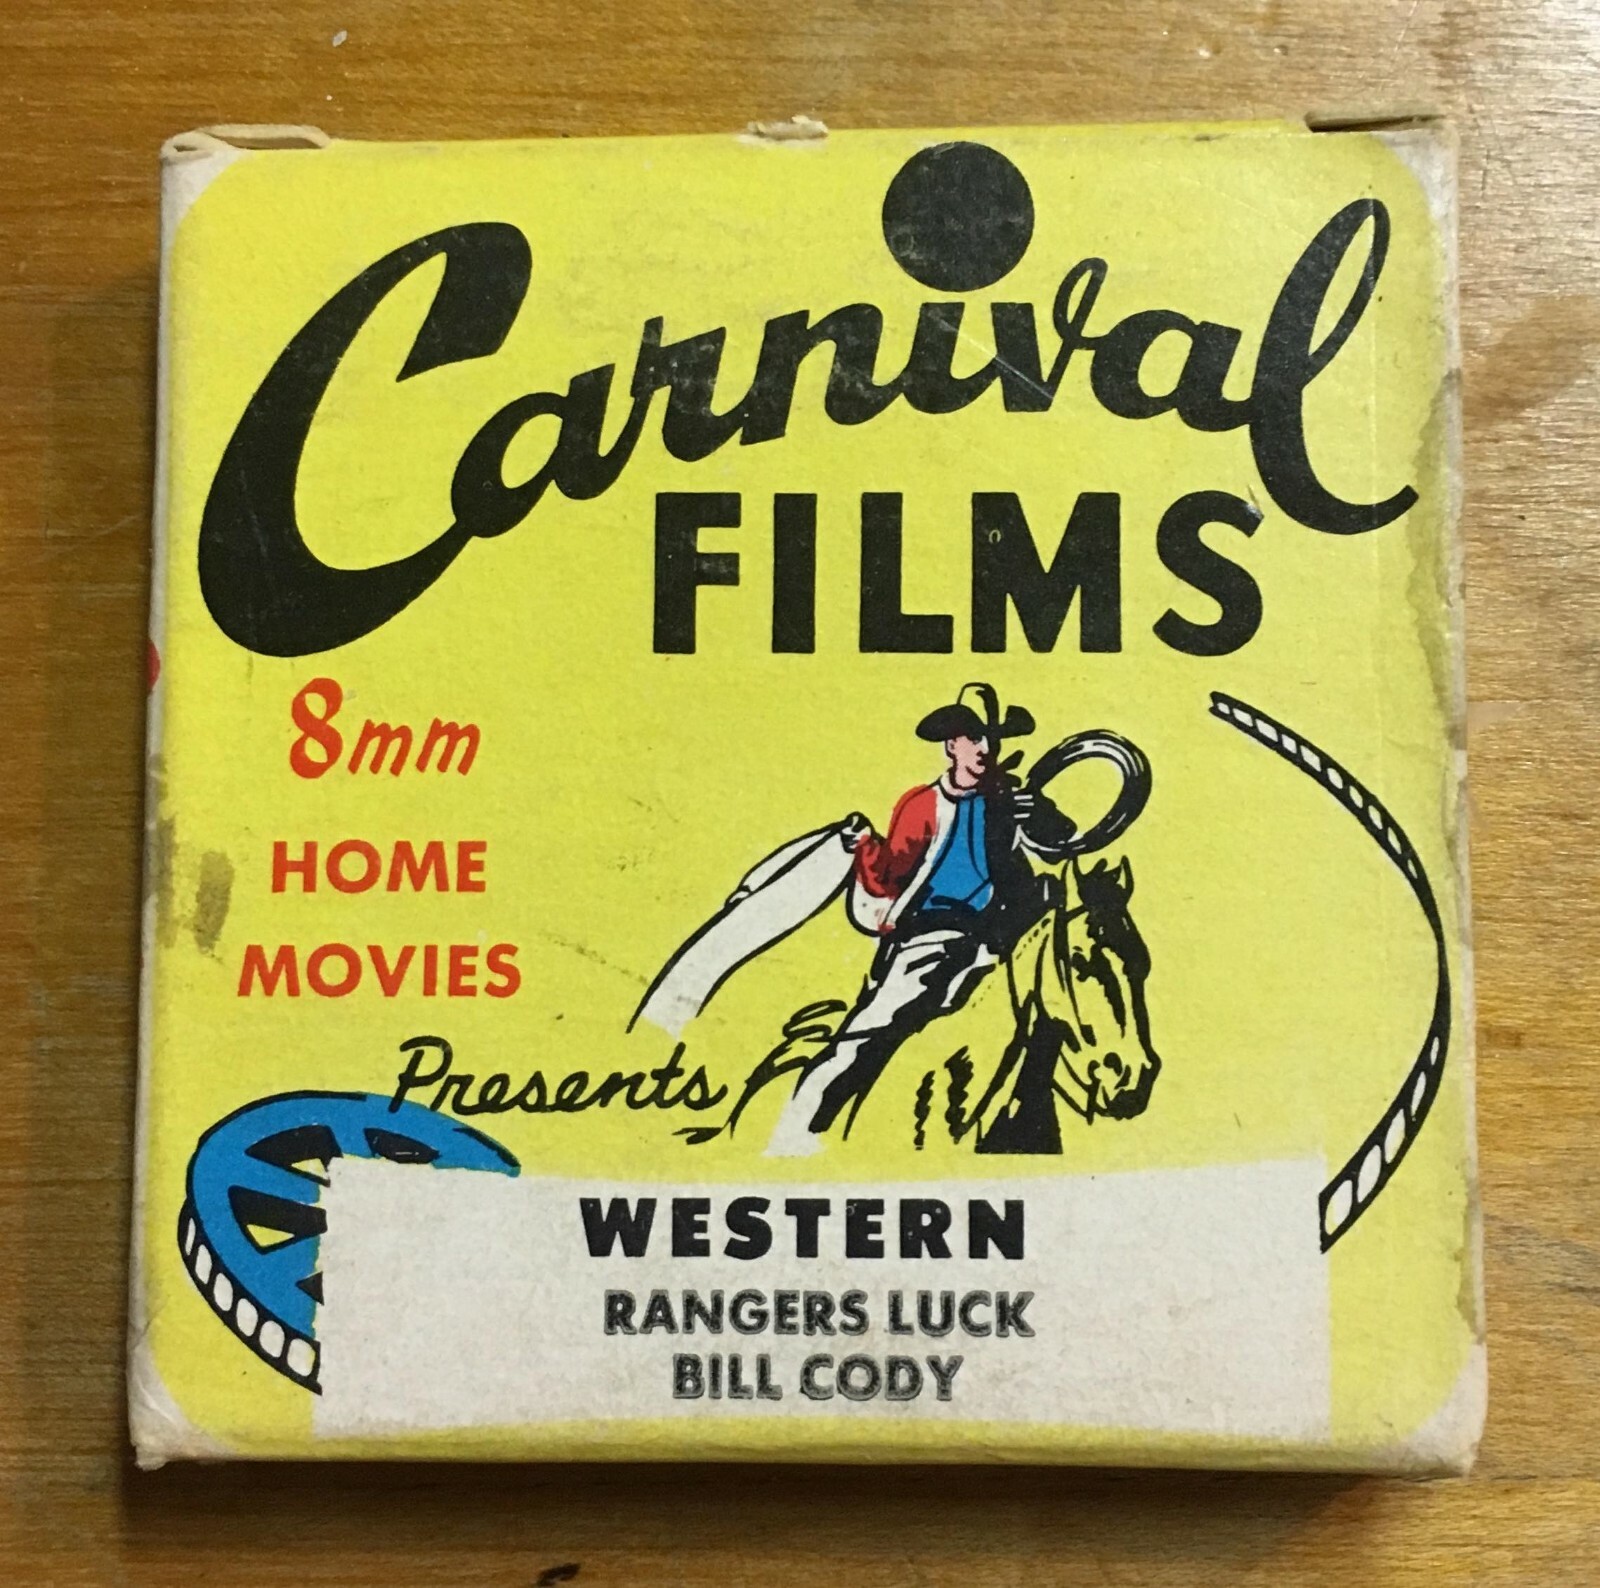 Carnival
FILMS
8mm
HOME
MOVIES
Presents
WESTERN
RANGERS LUCK
BILL CODY